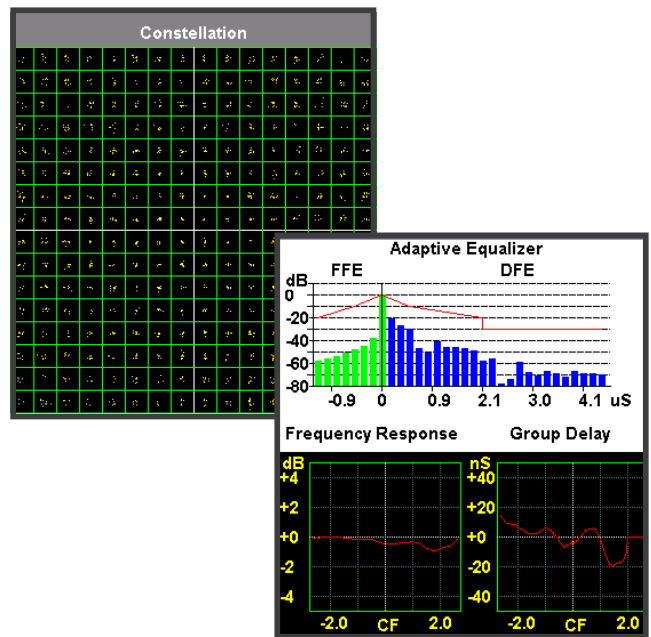 Constellation
Adaptive Equalizer
FFE DFE
dB
0
-20
-40
-60
-80
-0.9 0 0.9 2.1 3.0 4.1 uS
Frequency Response Group Delay
dB nS
+4 +40
+2 +20
+0 +0
-2 -20
-4 -40
-2.0 CF 2.0 -2.0 CF 2.0